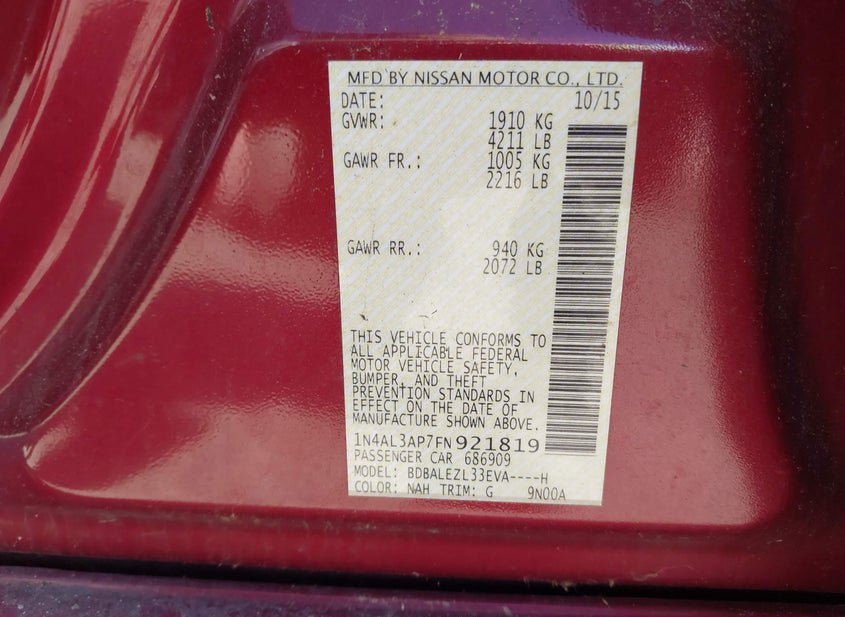 MFD BY NISSAN MOTOR CO., LTD.
DATE: 10/15
GVWR: 1910 KG
4211 LB
GAWR FR.: 1005 KG
2216 LB
GAWR RR.: 940 KG
2072 LB
THIS VEHICLE CONFORMS TO
ALL APPLICABLE FEDERAL
MOTOR VEHICLE SAFETY,
BUMPER, AND THEFT
PREVENTION STANDARDS IN
EFFECT ON THE DATE OF
MANUFACTURE SHOWN ABOVE.
1N4AL3AP7FN921819
PASSENGER CAR 686909
MODEL: BDBALEZL33EVA----H
COLOR: NAH TRIM: G 9N00A